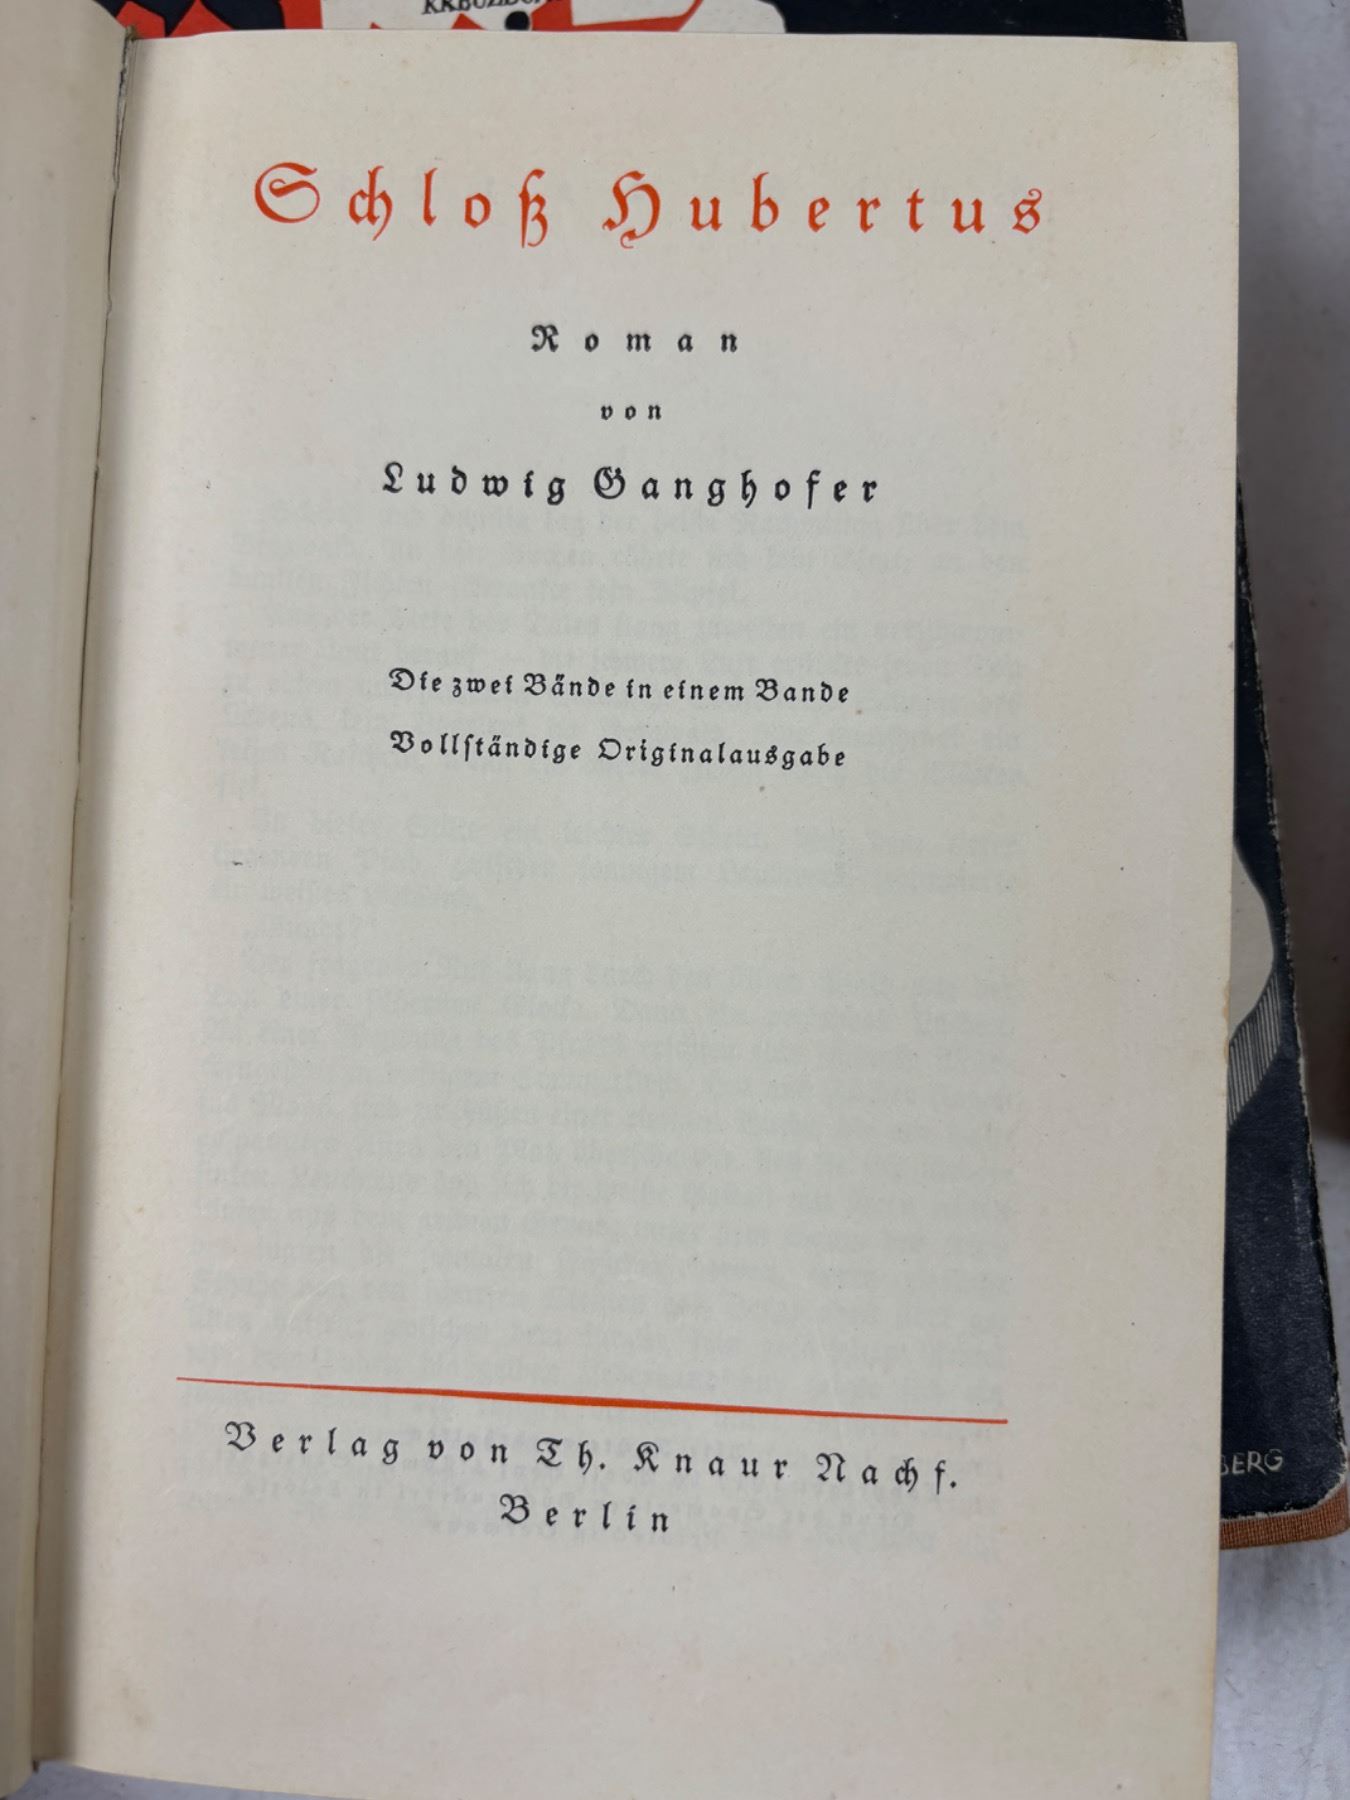 Schloß Hubertus
Roman
von
Ludwig Ganghofer
Die zwei Bände in einem Bande
Vollſtändige Originalausgabe
Verlag von Th. Knaur Nachf.
Berlin
BERG